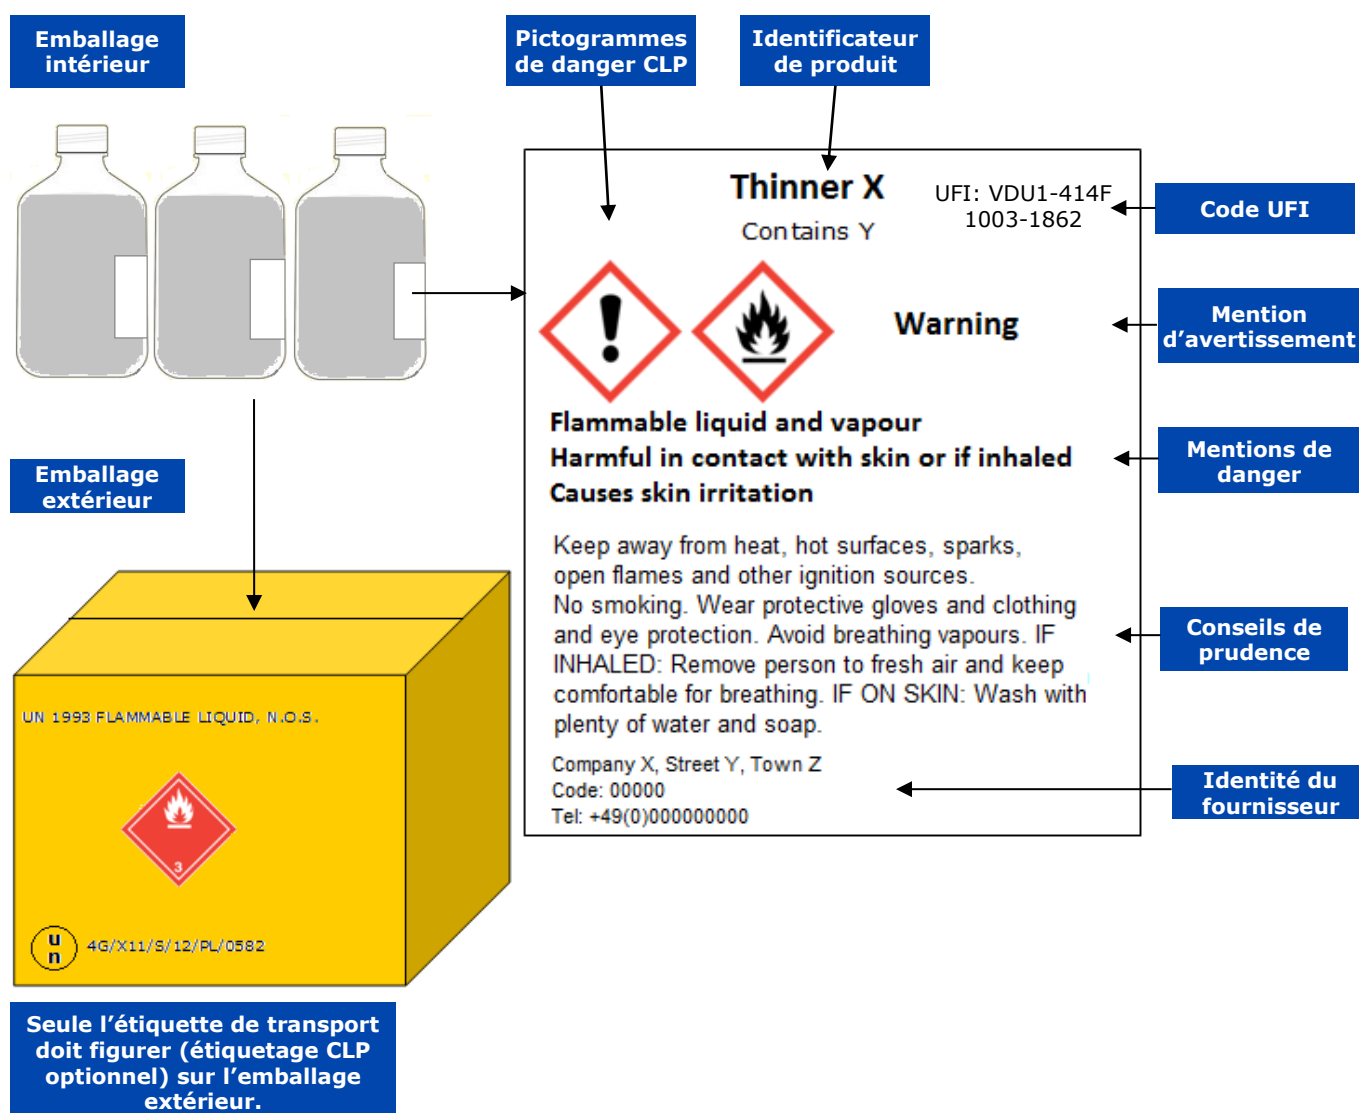 Emballage
intérieur
Pictogrammes
de danger CLP
Identificateur
de produit
Thinner X
Contains Y
UFI: VDU1-414F
1003-1862
Code UFI
Warning
Mention
d’avertissement
Flammable liquid and vapour
Harmful in contact with skin or if inhaled
Causes skin irritation
Mentions de
danger
Emballage
extérieur
Keep away from heat, hot surfaces, sparks,
open flames and other ignition sources.
No smoking. Wear protective gloves and clothing
and eye protection. Avoid breathing vapours. IF
INHALED: Remove person to fresh air and keep
comfortable for breathing. IF ON SKIN: Wash with
plenty of water and soap.
Conseils de
prudence
Company X, Street Y, Town Z
Code: 00000
Tel: +49(0)000000000
Identité du
fournisseur
UN 1993 FLAMMABLE LIQUID, N.O.S.
3
un
4G/X11/S/12/PL/0582
Seule l’étiquette de transport
doit figurer (étiquetage CLP
optionnel) sur l’emballage
extérieur.